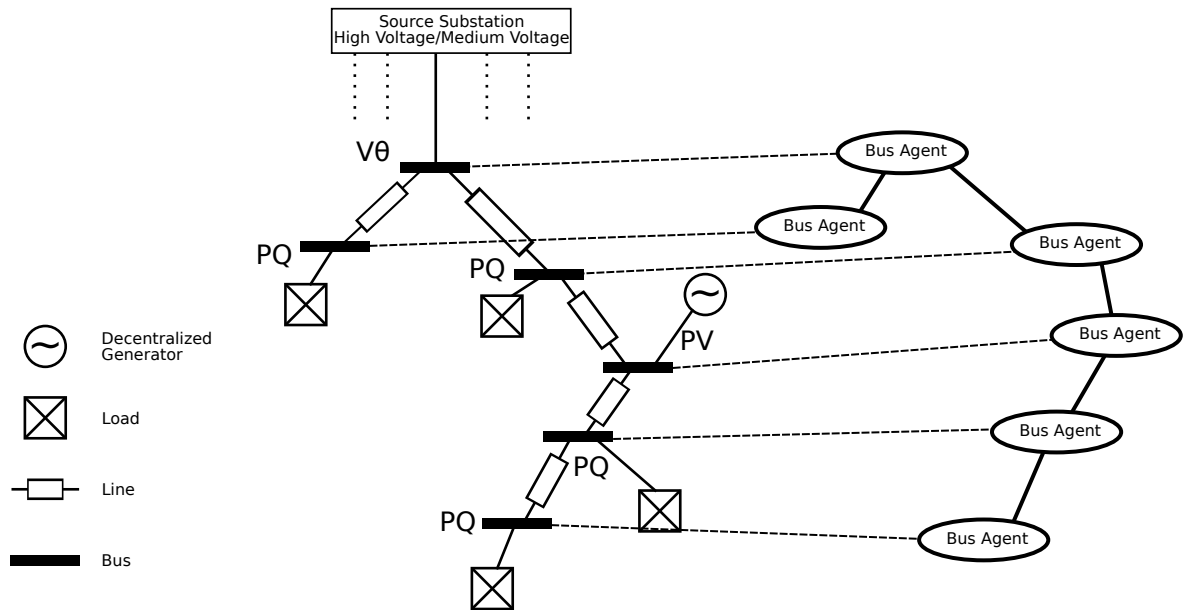 Source Substation
High Voltage/Medium Voltage
Vθ
Bus Agent
Bus Agent
PQ
Bus Agent
PQ
PV
Bus Agent
Decentralized
Generator
Load
Bus Agent
PQ
Line
PQ
Bus Agent
Bus